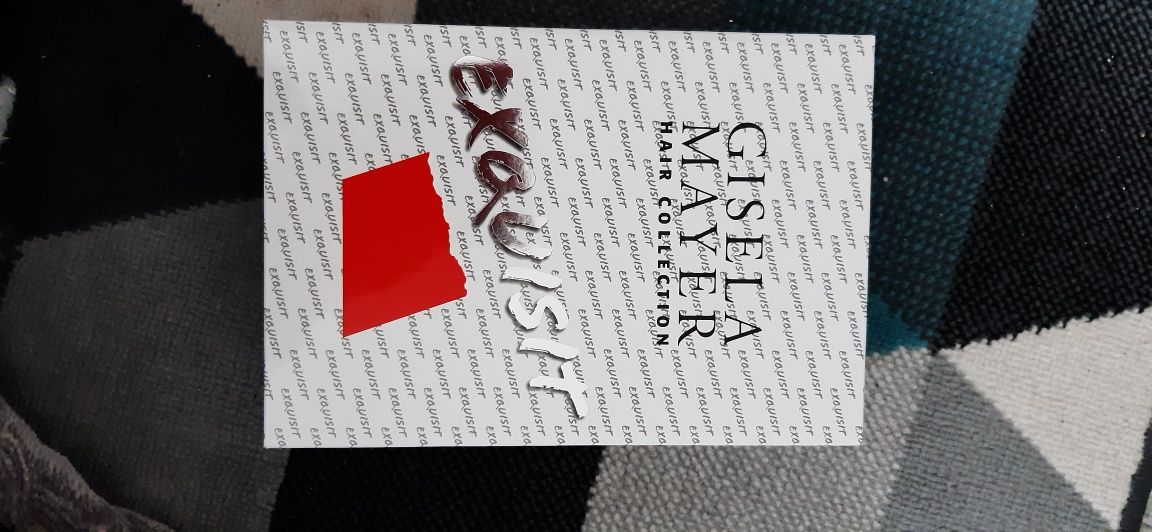 GISELA
MAYER
HAIR COLLECTION
EXQUISIT